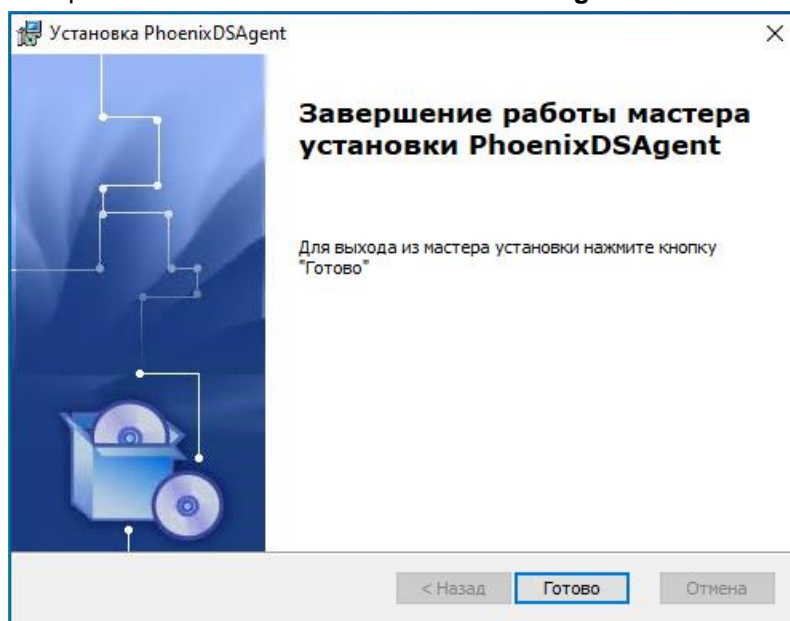 Установка PhoenixDSAgent
Завершение работы мастера
установки PhoenixDSAgent
Для выхода из мастера установки нажмите кнопку
"Готово"
< Назад
Готово
Отмена